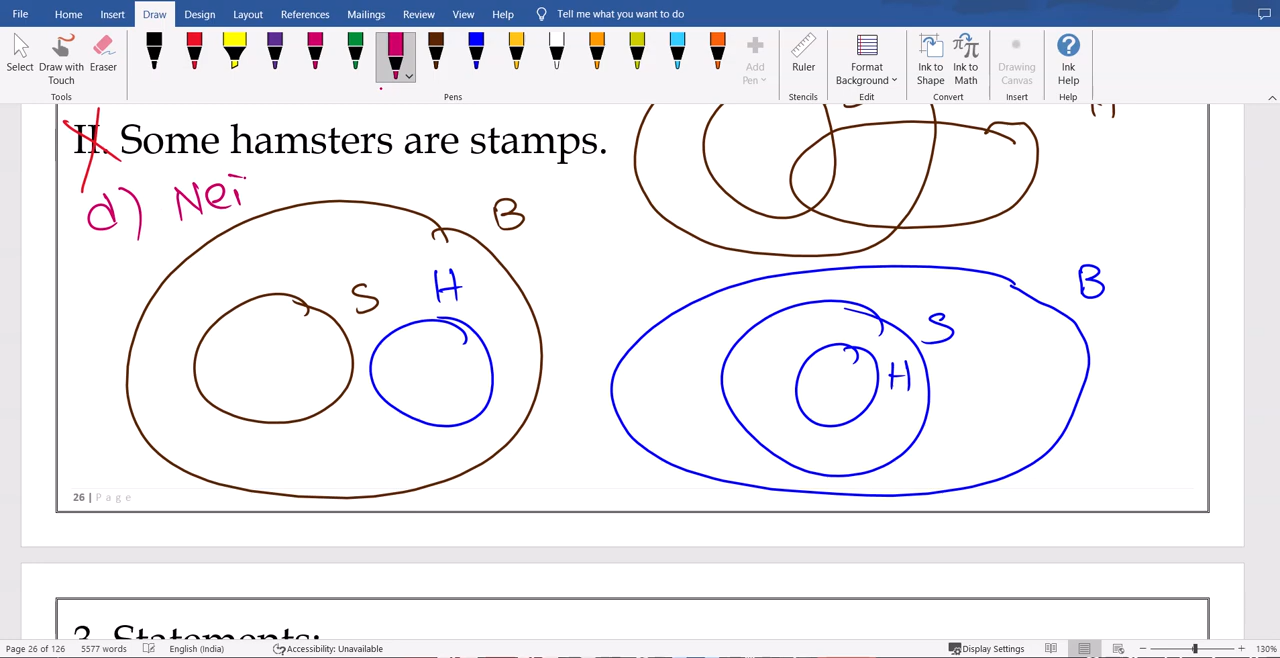 File Home Insert Draw Design Layout References Mailings Review View Help Tell me what you want to do
Select Draw with Touch Eraser Add Pen Ruler Format Background Ink to Shape Ink to Math Drawing Canvas Ink Help
Tools Pens Stencils Edit Convert Insert Help
II. Some hamsters are stamps.
d) Nei
B
S H
B
S
H
26 | Page
3. Statements:
Page 26 of 126 5577 words English (India) Accessibility: Unavailable Display Settings 130%